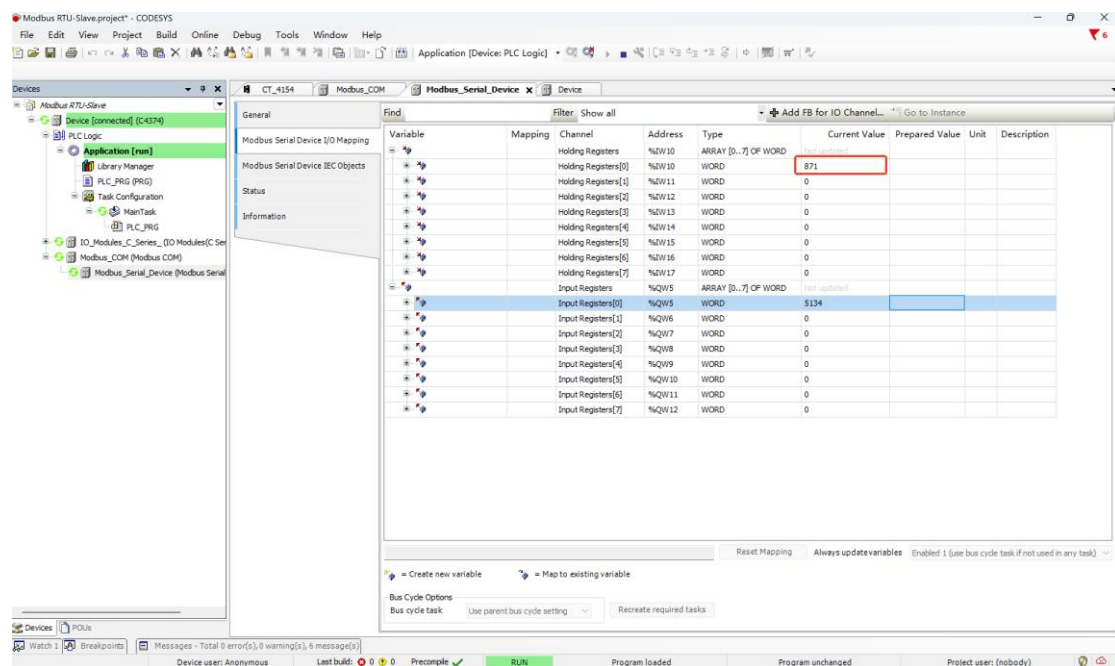 Modbus RTU-Slave.project* - CODESYS
File Edit View Project Build Online Debug Tools Window Help
6
Application [Device: PLC Logic]
Devices
CT_4154 Modbus_COM Modbus_Serial_Device x Device
Modbus RTU-Slave
Device [connected] (C4374)
PLC Logic
Application [run]
Library Manager
PLC_PRG (PRG)
Task Configuration
MainTask
PLC_PRG
IO_Modules_C_Series_ (IO Modules(C Ser
Modbus_COM (Modbus COM)
Modbus_Serial_Device (Modbus Serial
General
Modbus Serial Device I/O Mapping
Modbus Serial Device IEC Objects
Status
Information
Find Filter Show all Add FB for IO Channel... Go to Instance
Variable Mapping Channel Address Type Current Value Prepared Value Unit Description
Holding Registers %IW10 ARRAY [0..7] OF WORD Not updated
Holding Registers[0] %IW10 WORD 871
Holding Registers[1] %IW11 WORD 0
Holding Registers[2] %IW12 WORD 0
Holding Registers[3] %IW13 WORD 0
Holding Registers[4] %IW14 WORD 0
Holding Registers[5] %IW15 WORD 0
Holding Registers[6] %IW16 WORD 0
Holding Registers[7] %IW17 WORD 0
Input Registers %QW5 ARRAY [0..7] OF WORD Not updated
Input Registers[0] %QW5 WORD 5134
Input Registers[1] %QW6 WORD 0
Input Registers[2] %QW7 WORD 0
Input Registers[3] %QW8 WORD 0
Input Registers[4] %QW9 WORD 0
Input Registers[5] %QW10 WORD 0
Input Registers[6] %QW11 WORD 0
Input Registers[7] %QW12 WORD 0
Reset Mapping Always update variables Enabled 1 (use bus cycle task if not used in any task)
= Create new variable = Map to existing variable
Bus Cycle Options
Bus cycle task Use parent bus cycle setting Recreate required tasks
Devices POUs
Watch 1 Breakpoints Messages - Total 0 error(s), 0 warning(s), 6 message(s)
Device user: Anonymous Last build: 0 0 Precompile RUN Program loaded Program unchanged Project user: (nobody)